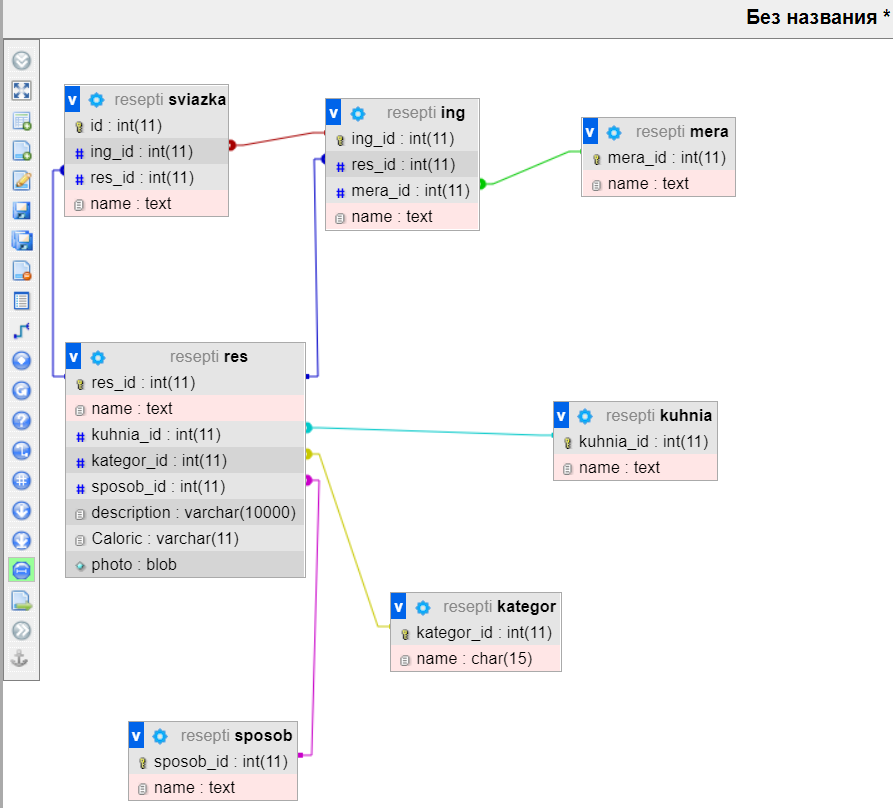 Без названия *
v resepti sviazka
id : int(11)
ing_id : int(11)
res_id : int(11)
name : text
v resepti ing
ing_id : int(11)
res_id : int(11)
mera_id : int(11)
name : text
v resepti mera
mera_id : int(11)
name : text
v resepti res
res_id : int(11)
name : text
kuhnia_id : int(11)
kategor_id : int(11)
sposob_id : int(11)
description : varchar(10000)
Caloric : varchar(11)
photo : blob
v resepti kuhnia
kuhnia_id : int(11)
name : text
v resepti kategor
kategor_id : int(11)
name : char(15)
v resepti sposob
sposob_id : int(11)
name : text